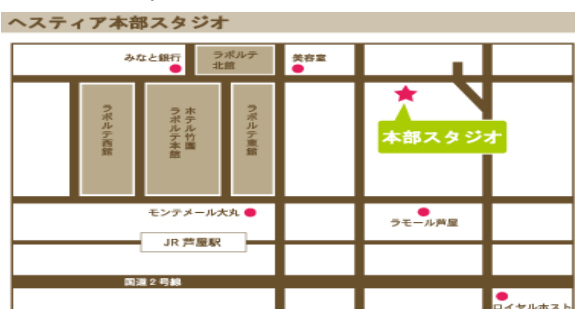 ヘスティア本部スタジオ
みなと銀行
ラポルテ
北館
美容室
ラポルテ西館
ホテル竹園
ラポルテ本館
ラポルテ東館
本部スタジオ
モンテメール大丸
ラモール芦屋
JR 芦屋駅
国道2号線
ロイヤルホスト